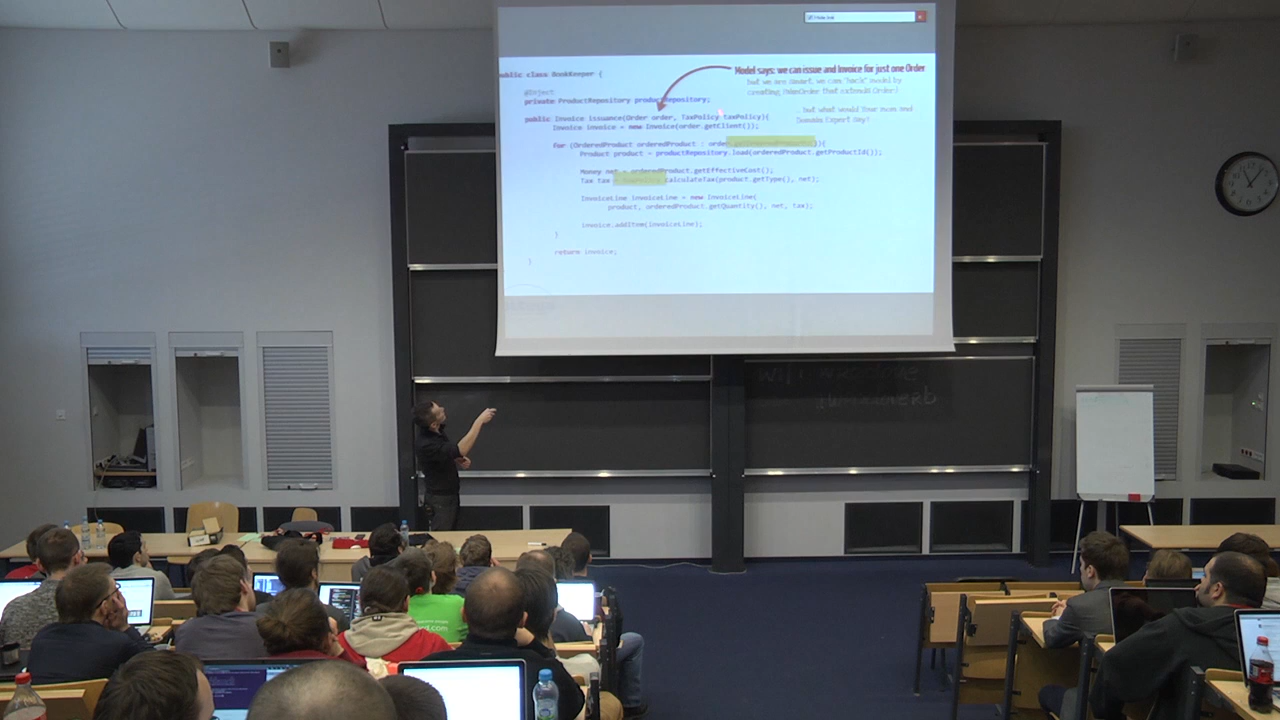 Model says: we can issue and Invoice for just one Order
but we are smart, we can "hack" model by
creating that extends Order:)
.. but what would Your mom and
Domain Expert say?
public class BookKeeper {
@Inject
private ProductRepository productRepository;
public Invoice issuance(Order order, TaxPolicy taxPolicy){
Invoice invoice = new Invoice(order.getClient());
for (OrderedProduct orderedProduct : order.
Product product = productRepository.load(orderedProduct.getProductId());
Money net = orderedProduct.getEffectiveCost();
Tax tax = calculateTax(product.getType(), net);
InvoiceLine invoiceLine = new InvoiceLine(
product, orderedProduct.getQuantity(), net, tax);
invoice.addItem(invoiceLine);
}
return invoice;
}